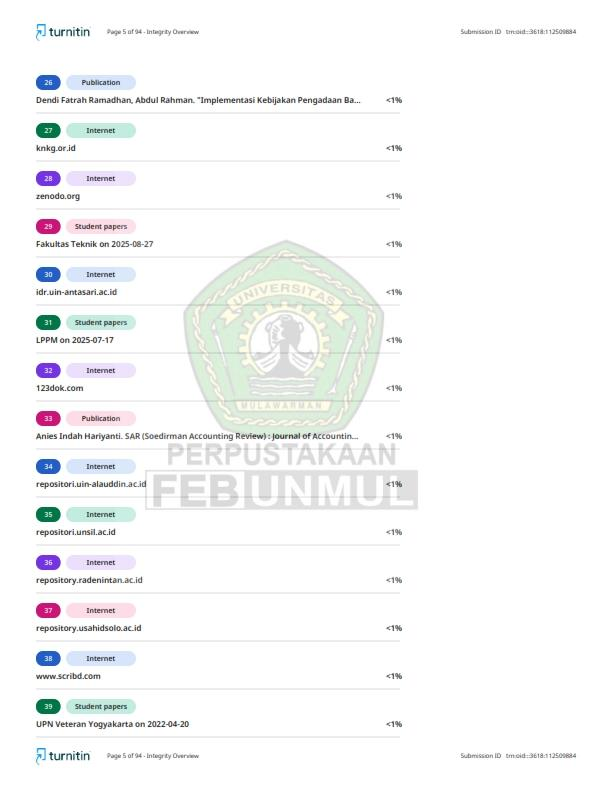 turnitin Page 5 of 94 - Integrity Overview Submission ID trn:oid:::3618:112509884
26 Publication
Dendi Fatrah Ramadhan, Abdul Rahman. "Implementasi Kebijakan Pengadaan Ba... <1%
27 Internet
knkg.or.id <1%
28 Internet
zenodo.org <1%
29 Student papers
Fakultas Teknik on 2025-08-27 <1%
30 Internet
idr.uin-antasari.ac.id <1%
31 Student papers
LPPM on 2025-07-17 <1%
32 Internet
123dok.com <1%
33 Publication
Anies Indah Hariyanti. SAR (Soedirman Accounting Review) : Journal of Accountin... <1%
34 Internet
repositori.uin-alauddin.ac.id <1%
35 Internet
repositori.unsil.ac.id <1%
36 Internet
repository.radenintan.ac.id <1%
37 Internet
repository.usahidsolo.ac.id <1%
38 Internet
www.scribd.com <1%
39 Student papers
UPN Veteran Yogyakarta on 2022-04-20 <1%
UNIVERSITAS
MULAWARMAN
PERPUSTAKAAN
FEB UNMUL
turnitin Page 5 of 94 - Integrity Overview Submission ID trn:oid:::3618:112509884